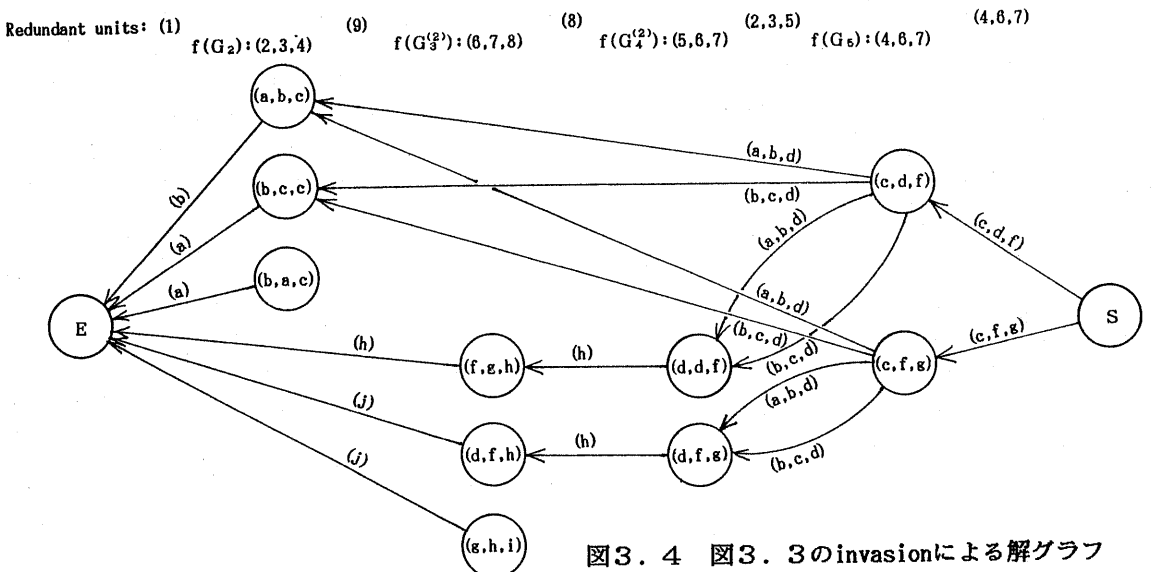 Redundant units: (1) (9) (8) (2,3,5) (4,6,7)
f(G₂):(2,3,4) f(G₃⁽²⁾):(6,7,8) f(G₄⁽²⁾):(5,6,7) f(G₅):(4,6,7)
(a,b,c)
(a,b,d)
(c,d,f)
(b,c,c)
(b,c,d)
(b)
(a,b,d)
(c,d,f)
(a)
(b,a,c)
(a)
(a,b,d)
E
S
(b,c,d)
(c,f,g)
(h)
(f,g,h)
(h)
(d,d,f)
(b,c,d)
(c,f,g)
(a,b,d)
(j)
(d,f,h)
(h)
(d,f,g)
(b,c,d)
(j)
(g,h,i)
図3.4 図3.3のinvasionによる解グラフ